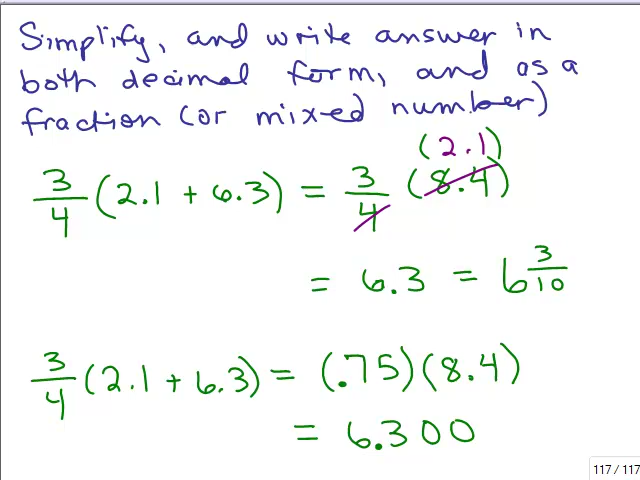 Simplify, and write answer in
both decimal form, and as a
fraction (or mixed number)
(2.1)
3/4 (2.1 + 6.3) = 3/4 (8.4)
= 6.3 = 6 3/10
3/4 (2.1 + 6.3) = (.75)(8.4)
= 6.300
117 / 117